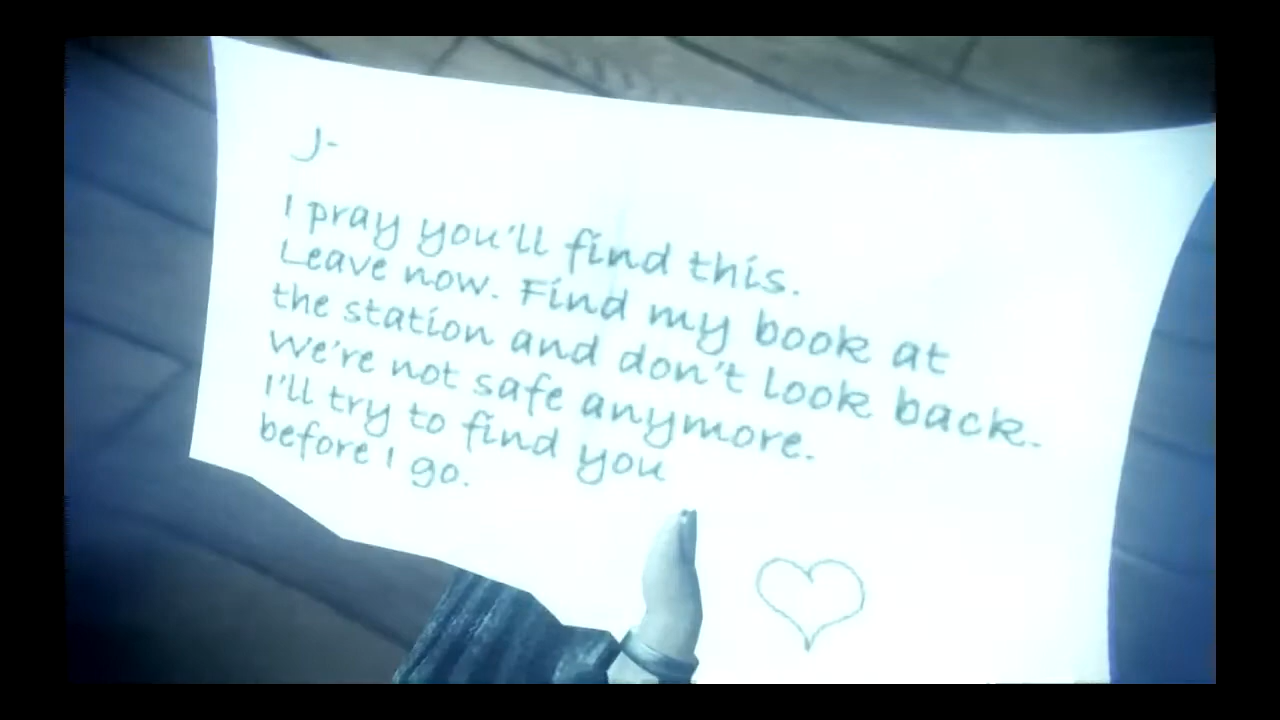 J-
I pray you'll find this.
Leave now. Find my book at
the station and don't look back.
We're not safe anymore.
I'll try to find you
before I go.